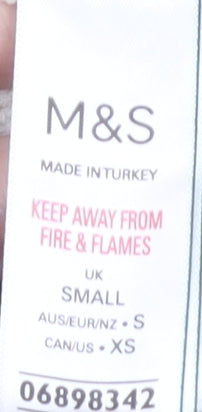 M&S
MADE IN TURKEY
KEEP AWAY FROM
FIRE & FLAMES
UK
SMALL
AUS/EUR/NZ • S
CAN/US • XS
06898342